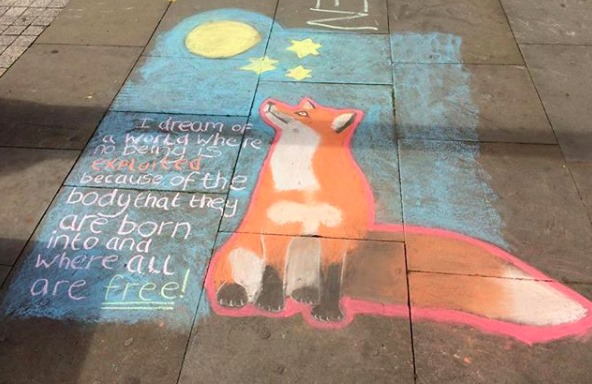 I dream of
a world where
no being is
exploited
because of the
body that they
are born
into and
where all
are free!